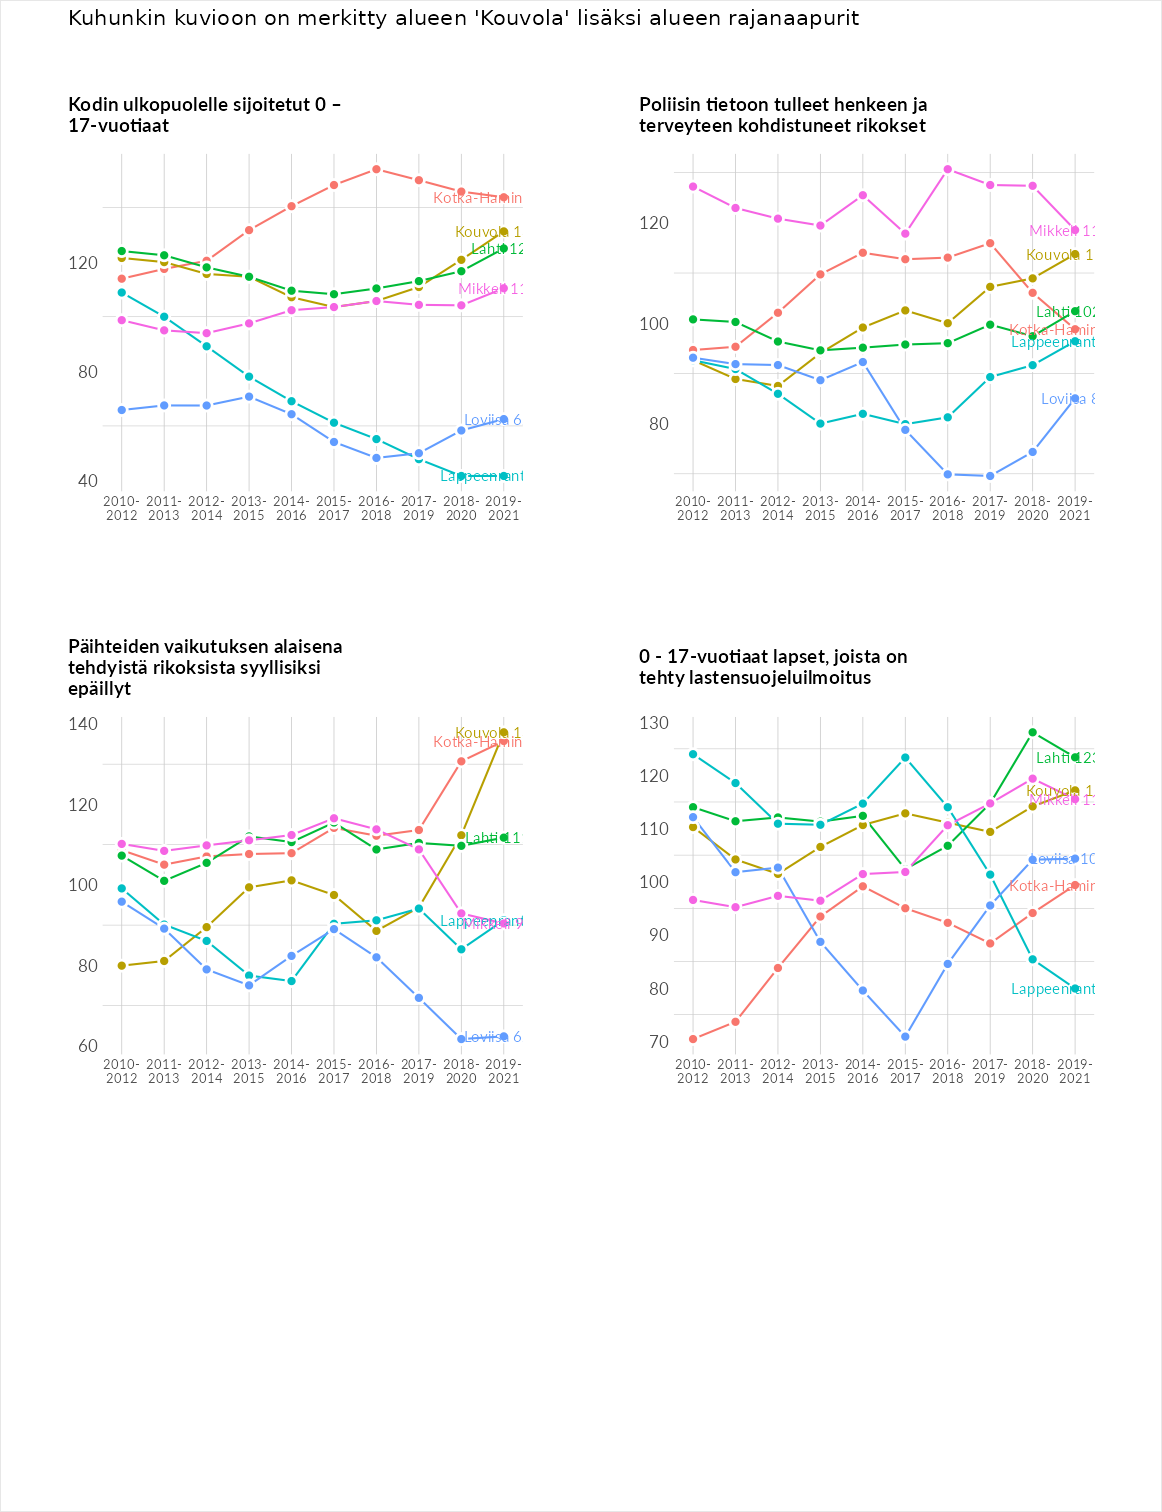 Kuhunkin kuvioon on merkitty alueen 'Kouvola' lisäksi alueen rajanaapurit
Kodin ulkopuolelle sijoitetut 0 –
17-vuotiaat
120
80
40
Kotka-Hamin
Kouvola 1
Lahti 12
Mikkeli 11
Loviisa 6
Lappeenrant
2010- 2011- 2012- 2013- 2014- 2015- 2016- 2017- 2018- 2019-
2012 2013 2014 2015 2016 2017 2018 2019 2020 2021
Poliisin tietoon tulleet henkeen ja
terveyteen kohdistuneet rikokset
120
100
80
Mikkeli 11
Kouvola 1
Lahti 102
Kotka-Hamin
Lappeenrant
Loviisa 8
2010- 2011- 2012- 2013- 2014- 2015- 2016- 2017- 2018- 2019-
2012 2013 2014 2015 2016 2017 2018 2019 2020 2021
Päihteiden vaikutuksen alaisena
tehdyistä rikoksista syyllisiksi
epäillyt
140
120
100
80
60
Kouvola 1
Kotka-Hamin
Lahti 11
Lappeenrant
Mikkeli 9
Loviisa 6
2010- 2011- 2012- 2013- 2014- 2015- 2016- 2017- 2018- 2019-
2012 2013 2014 2015 2016 2017 2018 2019 2020 2021
0 - 17-vuotiaat lapset, joista on
tehty lastensuojeluilmoitus
130
120
110
100
90
80
70
Lahti 123
Kouvola 1
Mikkeli 11
Loviisa 10
Kotka-Hamin
Lappeenrant
2010- 2011- 2012- 2013- 2014- 2015- 2016- 2017- 2018- 2019-
2012 2013 2014 2015 2016 2017 2018 2019 2020 2021